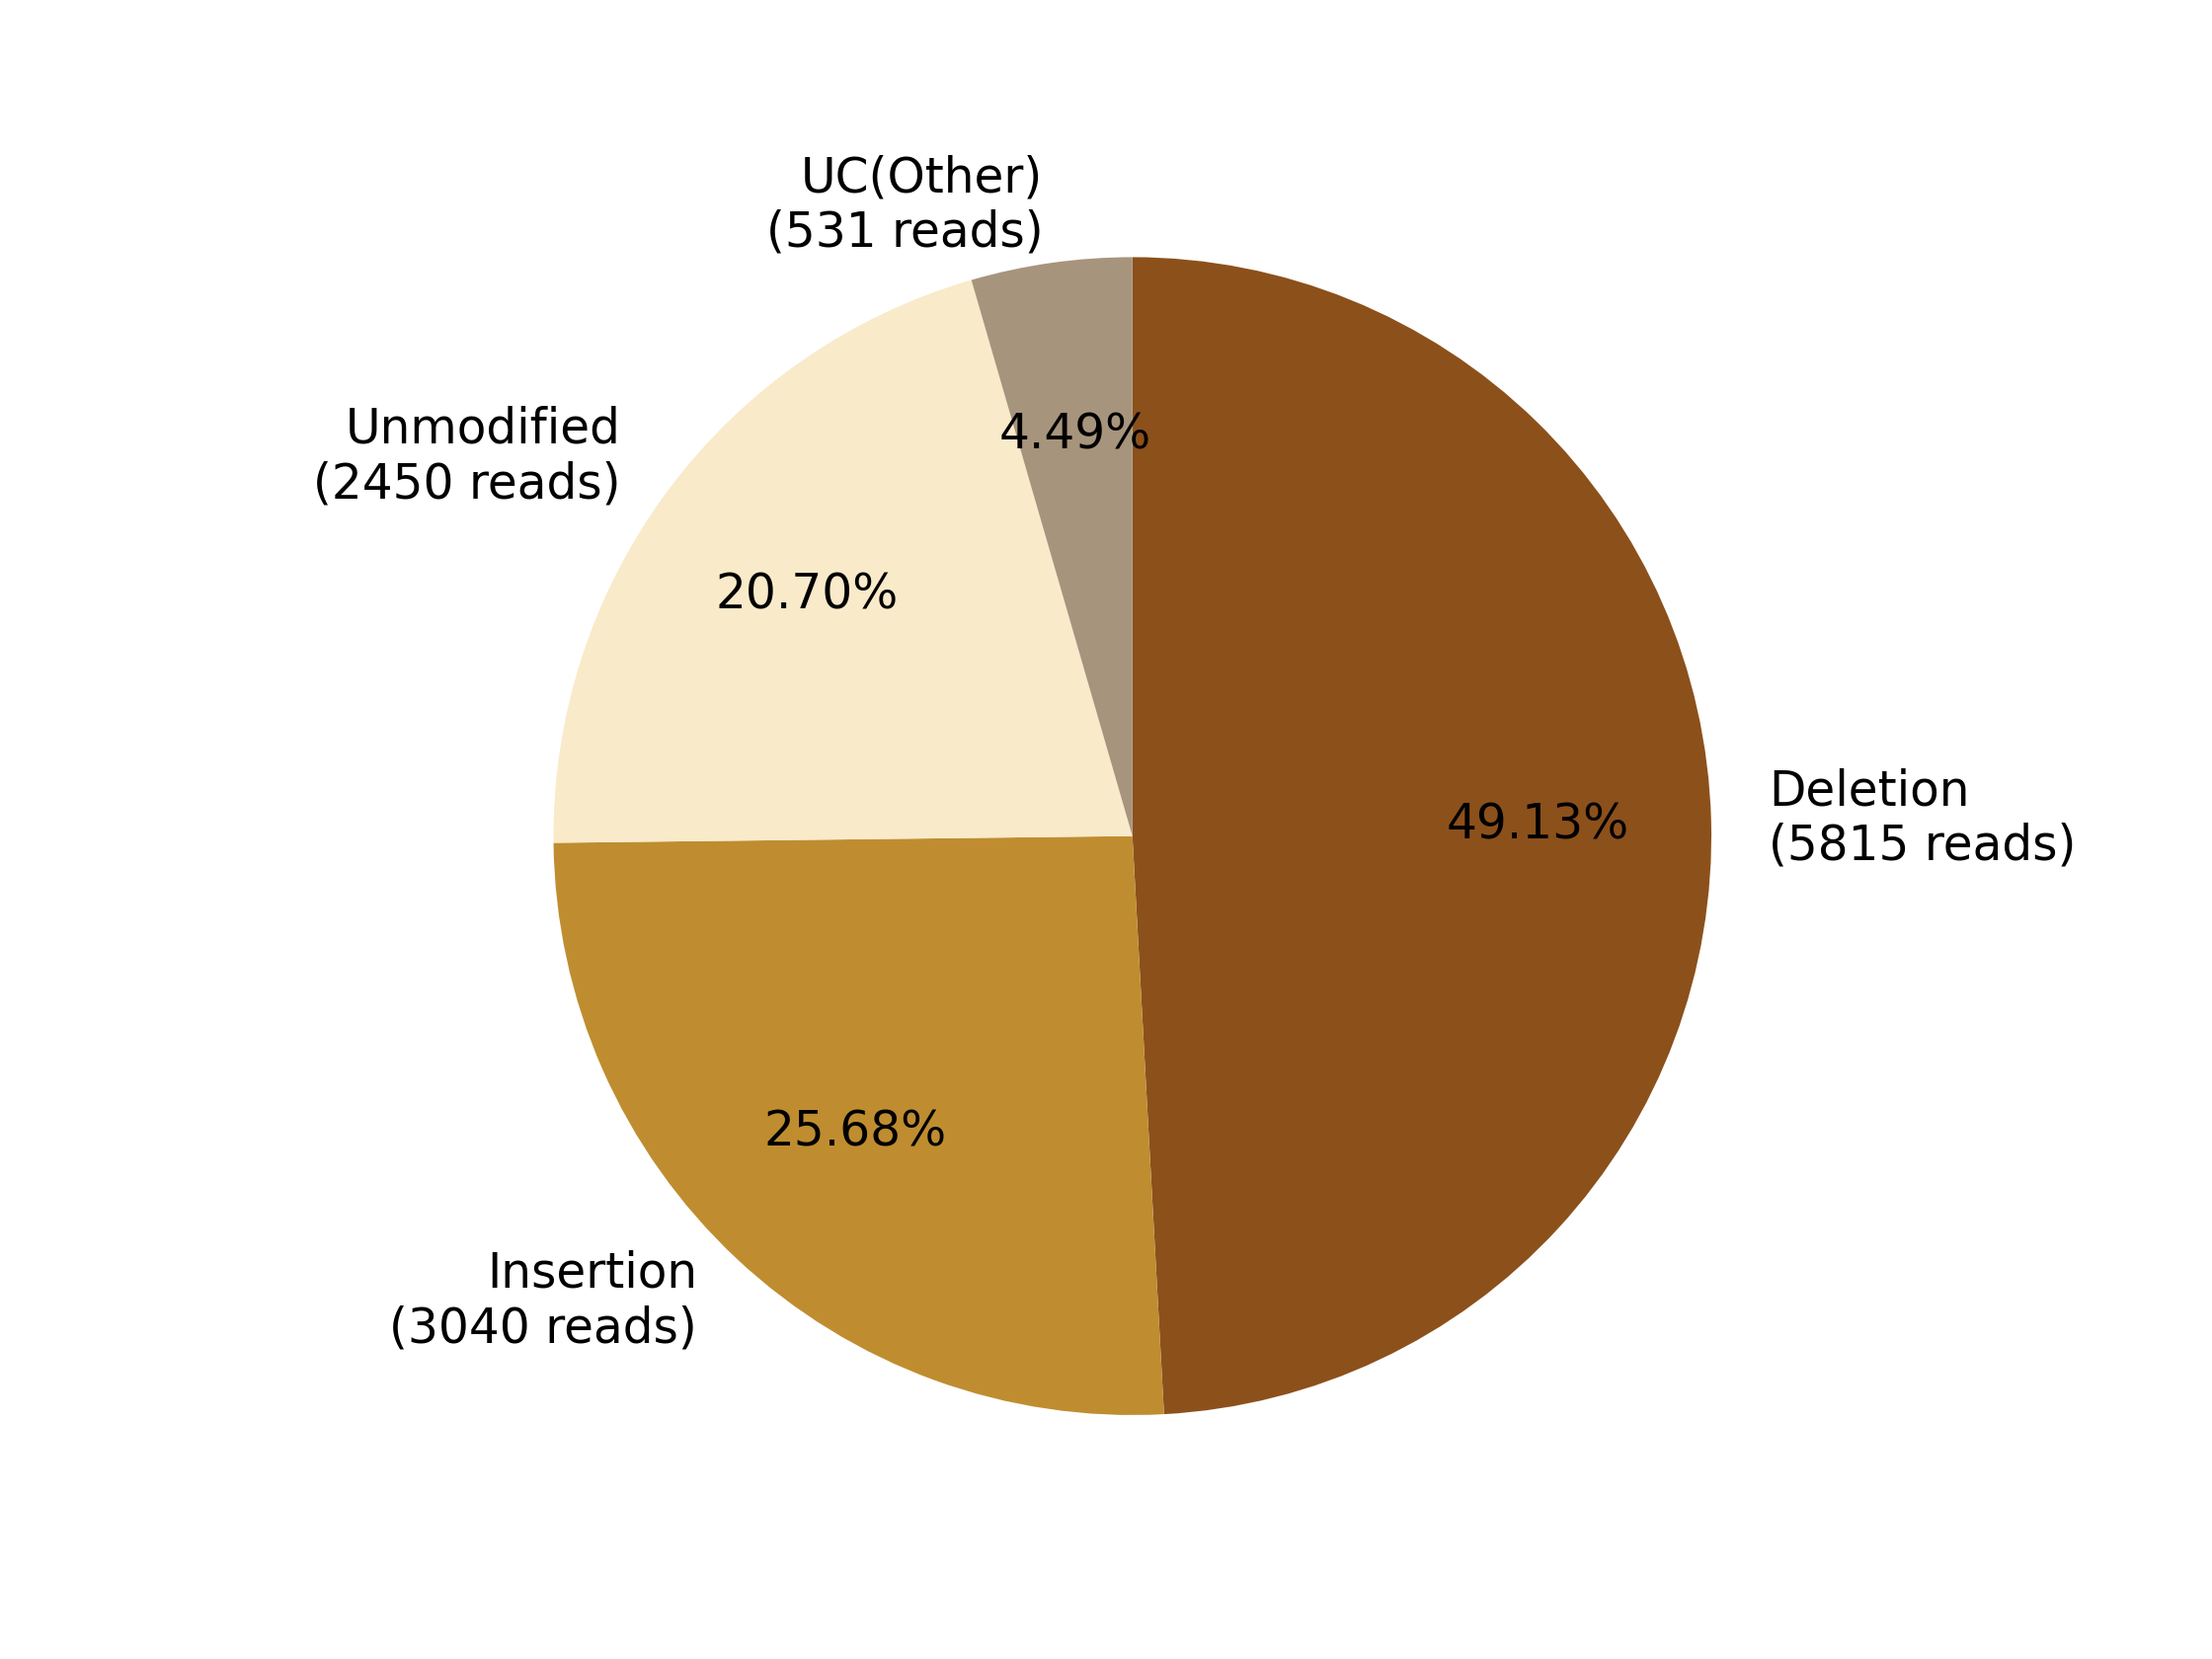 UC(Other)
(531 reads)
4.49%
Unmodified
(2450 reads)
20.70%
Deletion
(5815 reads)
49.13%
25.68%
Insertion
(3040 reads)